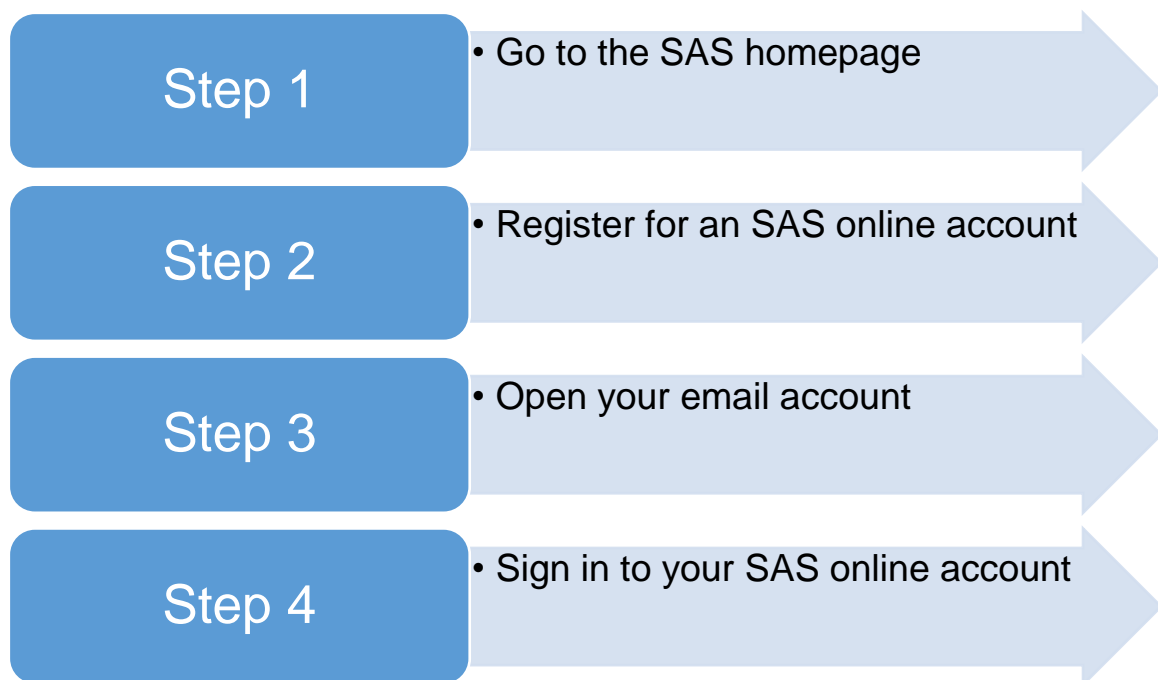 Step 1
• Go to the SAS homepage
Step 2
• Register for an SAS online account
Step 3
• Open your email account
Step 4
• Sign in to your SAS online account